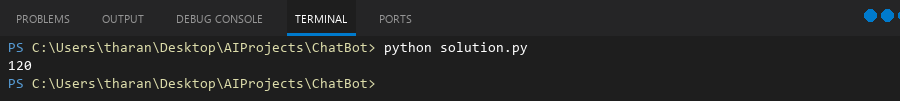 PROBLEMS OUTPUT DEBUG CONSOLE TERMINAL PORTS
PS C:\Users\tharan\Desktop\AIProjects\ChatBot> python solution.py
120
PS C:\Users\tharan\Desktop\AIProjects\ChatBot>